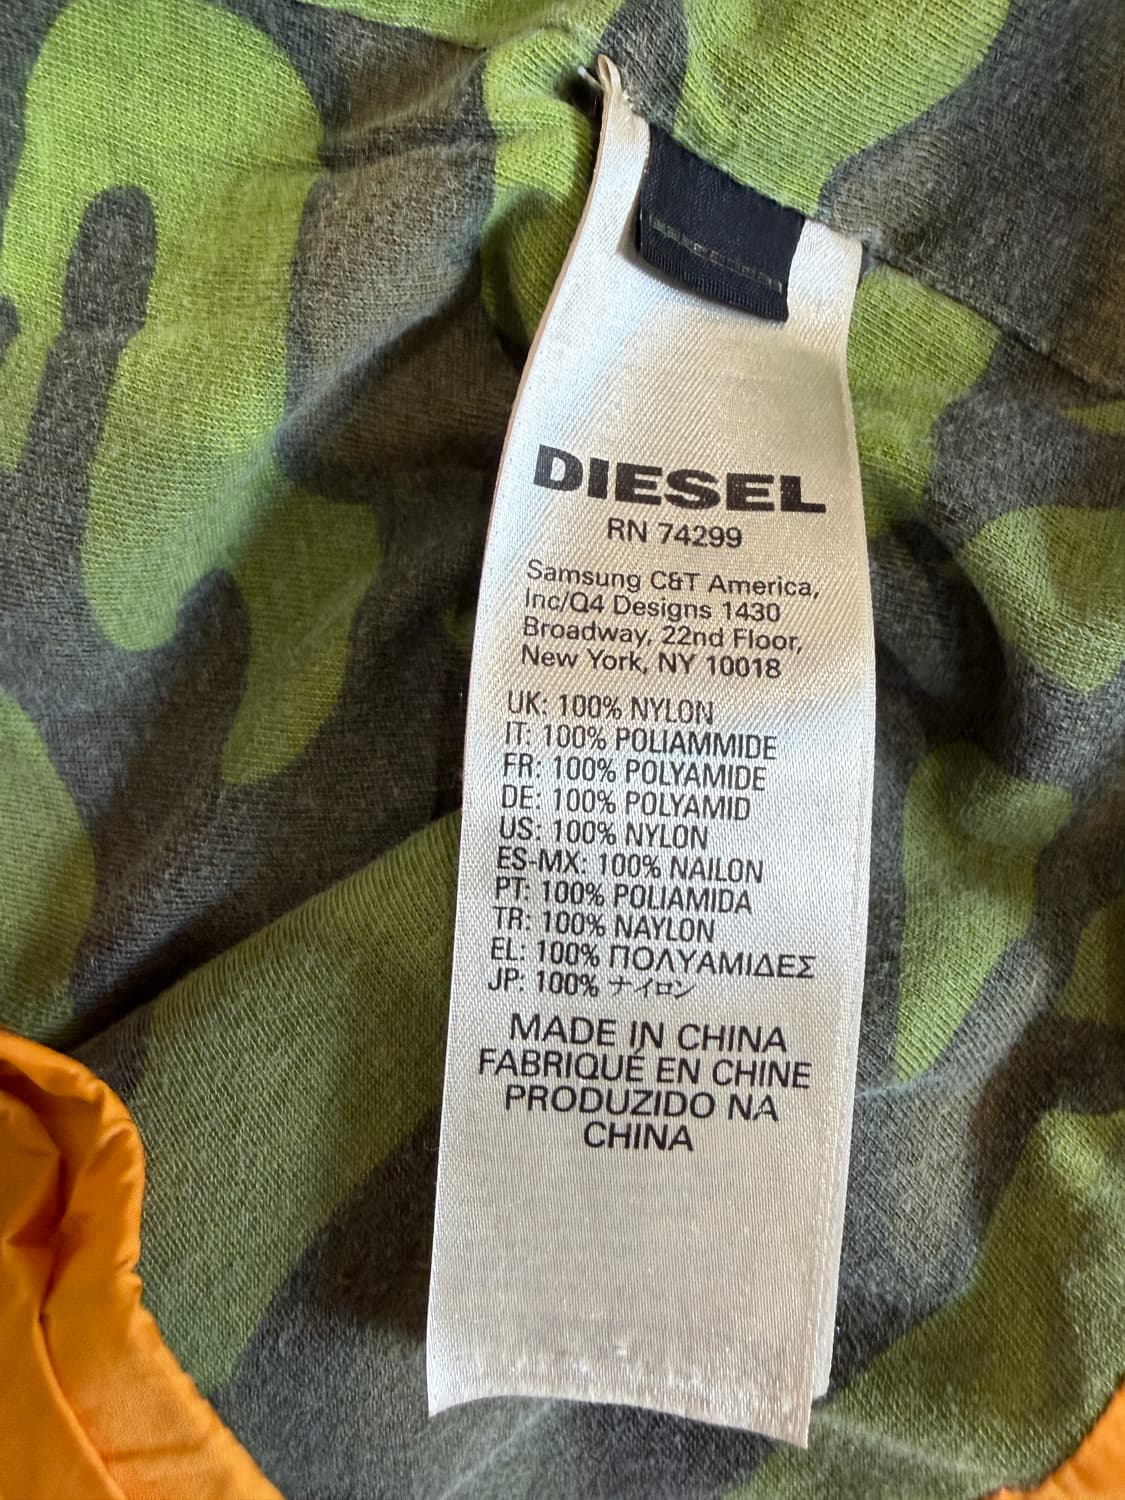 DIESEL
RN 74299
Samsung C&T America,
Inc/Q4 Designs 1430
Broadway, 22nd Floor,
New York, NY 10018
UK: 100% NYLON
IT: 100% POLIAMMIDE
FR: 100% POLYAMIDE
DE: 100% POLYAMID
US: 100% NYLON
ES-MX: 100% NAILON
PT: 100% POLIAMIDA
TR: 100% NAYLON
EL: 100% ΠΟΛΥΑΜΙΔΕΣ
JP: 100% ナイロン
MADE IN CHINA
FABRIQUÉ EN CHINE
PRODUZIDO NA
CHINA